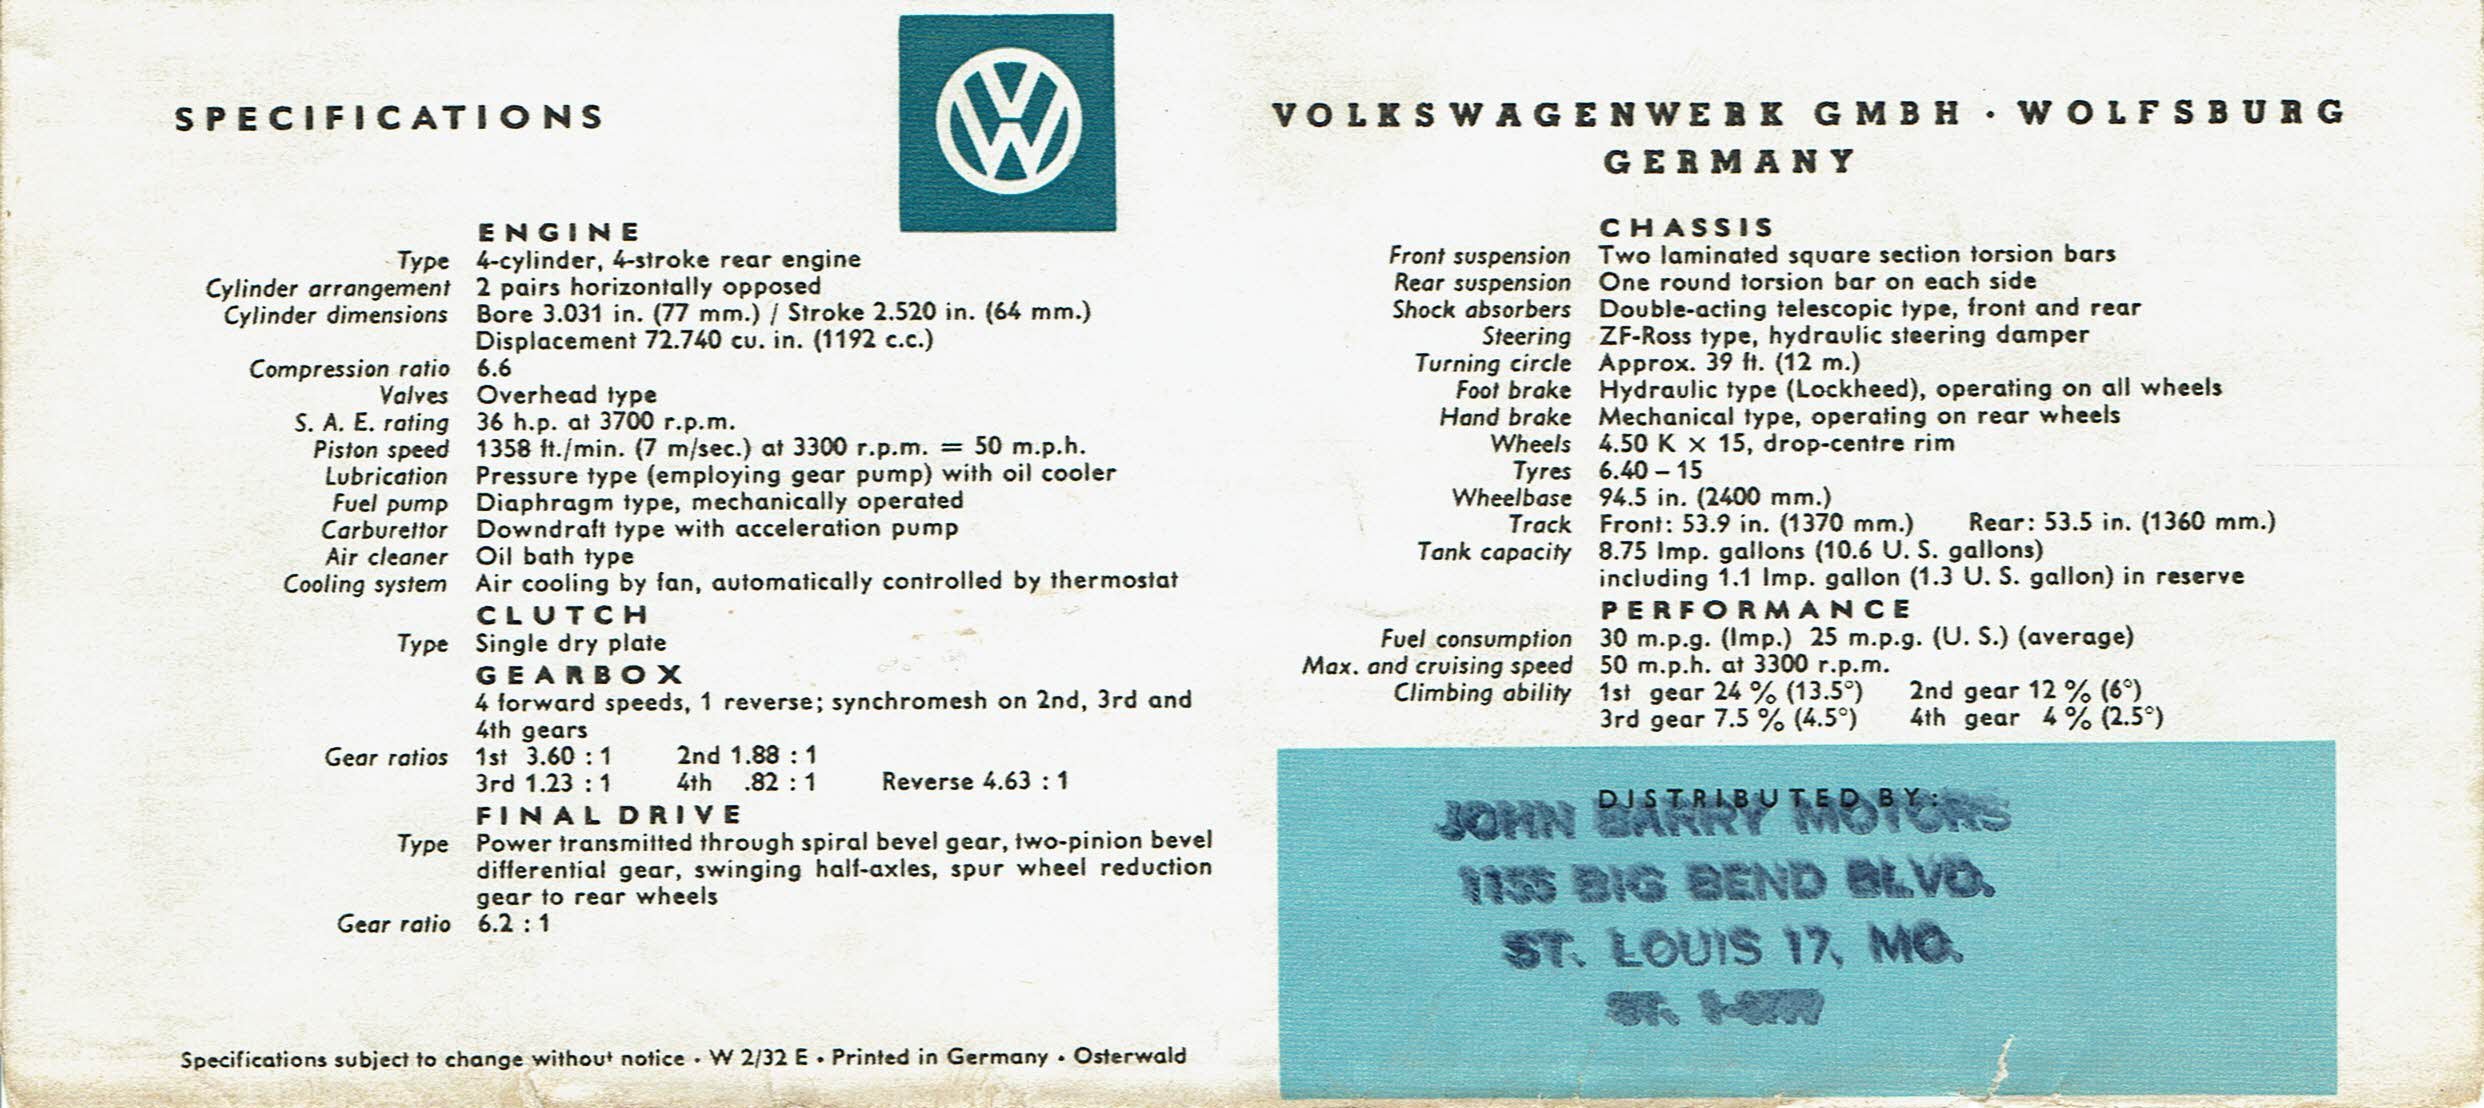 SPECIFICATIONS
ENGINE
Type 4-cylinder, 4-stroke rear engine
Cylinder arrangement 2 pairs horizontally opposed
Cylinder dimensions Bore 3.031 in. (77 mm.) / Stroke 2.520 in. (64 mm.)
Displacement 72.740 cu. in. (1192 c.c.)
Compression ratio 6.6
Valves Overhead type
S. A. E. rating 36 h.p. at 3700 r.p.m.
Piston speed 1358 ft./min. (7 m/sec.) at 3300 r.p.m. = 50 m.p.h.
Lubrication Pressure type (employing gear pump) with oil cooler
Fuel pump Diaphragm type, mechanically operated
Carburettor Downdraft type with acceleration pump
Air cleaner Oil bath type
Cooling system Air cooling by fan, automatically controlled by thermostat
CLUTCH
Type Single dry plate
GEARBOX
4 forward speeds, 1 reverse; synchromesh on 2nd, 3rd and
4th gears
Gear ratios 1st 3.60 : 1 2nd 1.88 : 1
3rd 1.23 : 1 4th .82 : 1 Reverse 4.63 : 1
FINAL DRIVE
Type Power transmitted through spiral bevel gear, two-pinion bevel
differential gear, swinging half-axles, spur wheel reduction
gear to rear wheels
Gear ratio 6.2 : 1
Specifications subject to change without notice • W 2/32 E • Printed in Germany • Osterwald
VW
VOLKSWAGENWERK GMBH · WOLFSBURG
GERMANY
CHASSIS
Front suspension Two laminated square section torsion bars
Rear suspension One round torsion bar on each side
Shock absorbers Double-acting telescopic type, front and rear
Steering ZF-Ross type, hydraulic steering damper
Turning circle Approx. 39 ft. (12 m.)
Foot brake Hydraulic type (Lockheed), operating on all wheels
Hand brake Mechanical type, operating on rear wheels
Wheels 4.50 K × 15, drop-centre rim
Tyres 6.40 – 15
Wheelbase 94.5 in. (2400 mm.)
Track Front: 53.9 in. (1370 mm.) Rear: 53.5 in. (1360 mm.)
Tank capacity 8.75 Imp. gallons (10.6 U. S. gallons)
including 1.1 Imp. gallon (1.3 U. S. gallon) in reserve
PERFORMANCE
Fuel consumption 30 m.p.g. (Imp.) 25 m.p.g. (U. S.) (average)
Max. and cruising speed 50 m.p.h. at 3300 r.p.m.
Climbing ability 1st gear 24 % (13.5°) 2nd gear 12 % (6°)
3rd gear 7.5 % (4.5°) 4th gear 4 % (2.5°)
DISTRIBUTED BY:
JOHN BARRY MOTORS
1155 BIG BEND BLVD.
ST. LOUIS 17, MO.
ST.